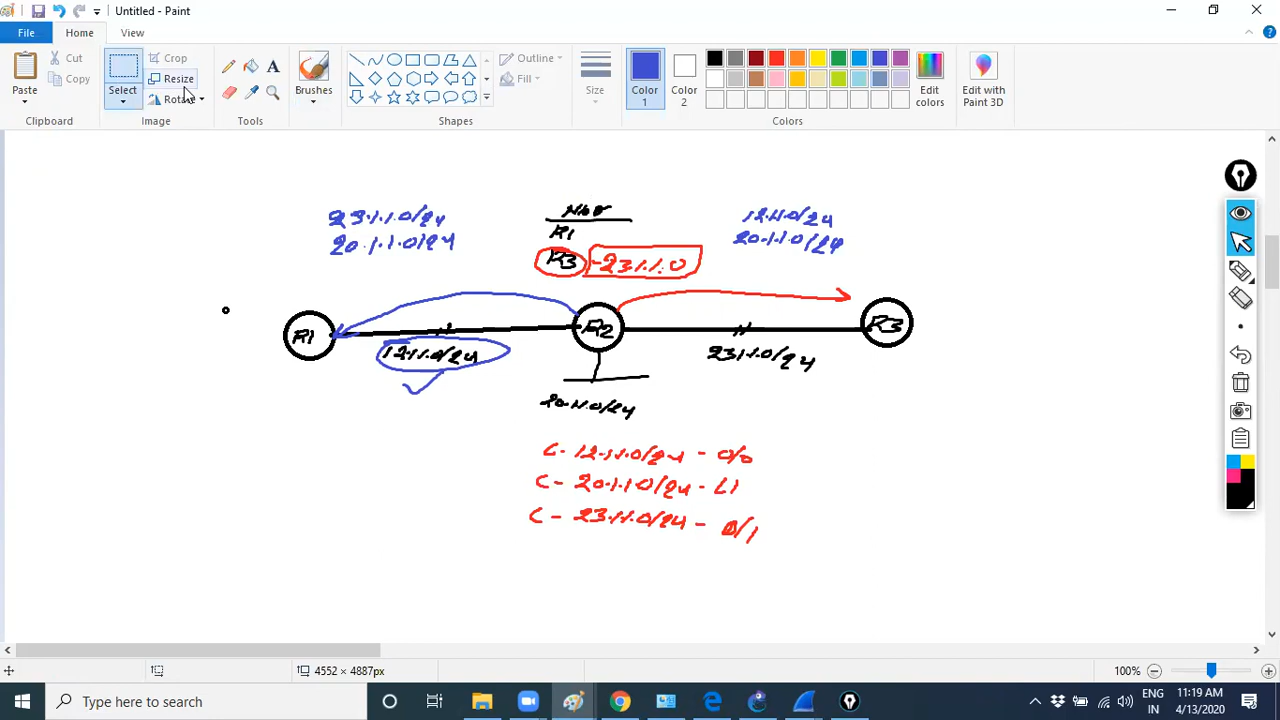 Untitled - Paint
File
Home
View
Paste
Cut
Copy
Clipboard
Select
Crop
Resize
Rotate
Image
Tools
Brushes
Shapes
Outline
Fill
Size
Color 1
Color 2
Edit colors
Edit with Paint 3D
Colors
23.1.1.0/24
20.1.1.0/24
Nbr
R1
R3 -23.1.1.0
12.1.1.0/24
20.1.1.0/24
R1
R2
R3
12.1.1.0/24
23.1.1.0/24
20.1.1.0/24
C- 12.1.1.0/24 - 0/0
C- 20.1.1.0/24 - L1
C- 23.1.1.0/24 - 0/1
4552 × 4887px
100%
Type here to search
ENG
IN
11:19 AM
4/13/2020